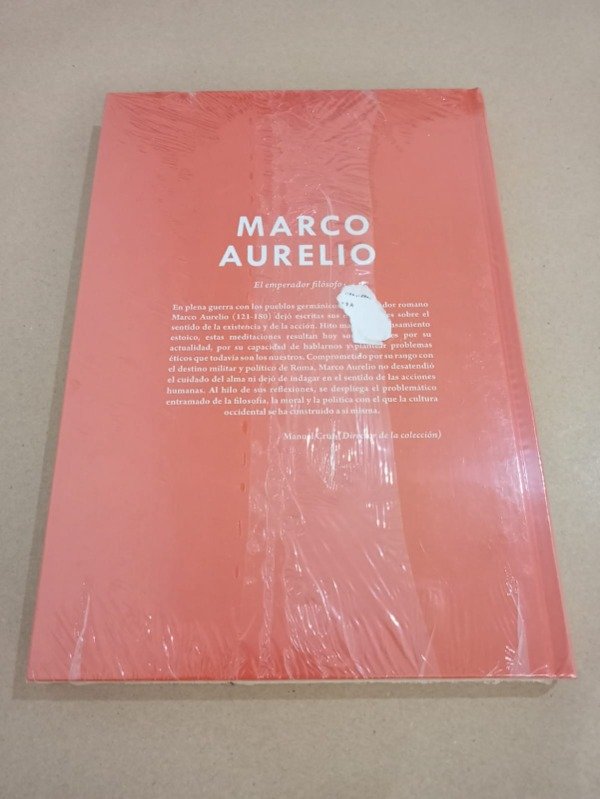 MARCO
AURELIO
El emperador filósofo
En plena guerra con los pueblos germánicos romano
Marco Aurelio (121-180) dejó escritas sus sobre el
sentido de la existencia y de la acción. Hito
estoico, estas meditaciones resultan hoy por su
actualidad, por su capacidad de hablarnos y problemas
éticos que todavía son los nuestros. Comprometido por su rango con
el destino militar y político de Roma, Marco Aurelio no desatendió
el cuidado del alma ni dejó de indagar en el sentido de las acciones
humanas. Al hilo de sus reflexiones, se despliega el problemático
entramado de la filosofía, la moral y la política con el que la cultura
occidental se ha construido a sí misma.
Manuel Cruz (Director de la colección)